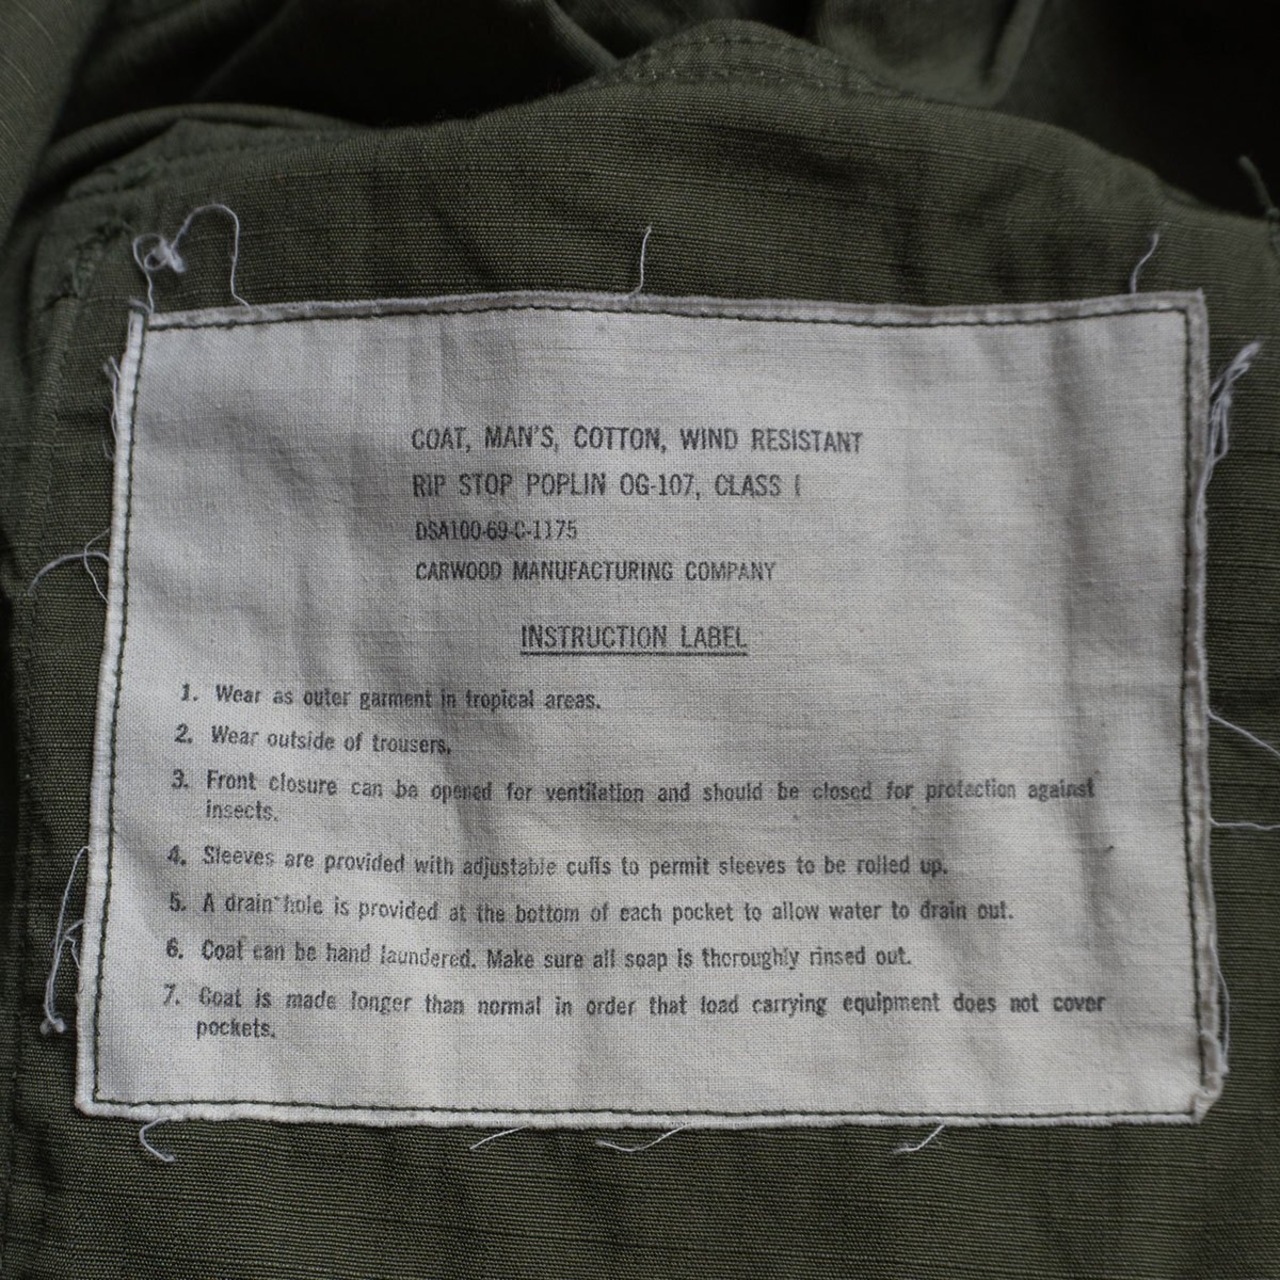 COAT, MAN'S, COTTON, WIND RESISTANT
RIP STOP POPLIN OG-107, CLASS I
DSA100-69-C-1175
CARWOOD MANUFACTURING COMPANY
INSTRUCTION LABEL
1. Wear as outer garment in tropical areas.
2. Wear outside of trousers.
3. Front closure can be opened for ventilation and should be closed for protection against
insects.
4. Sleeves are provided with adjustable cuffs to permit sleeves to be rolled up.
5. A drain hole is provided at the bottom of each pocket to allow water to drain out.
6. Coat can be hand laundered. Make sure all soap is thoroughly rinsed out.
7. Coat is made longer than normal in order that load carrying equipment does not cover
pockets.